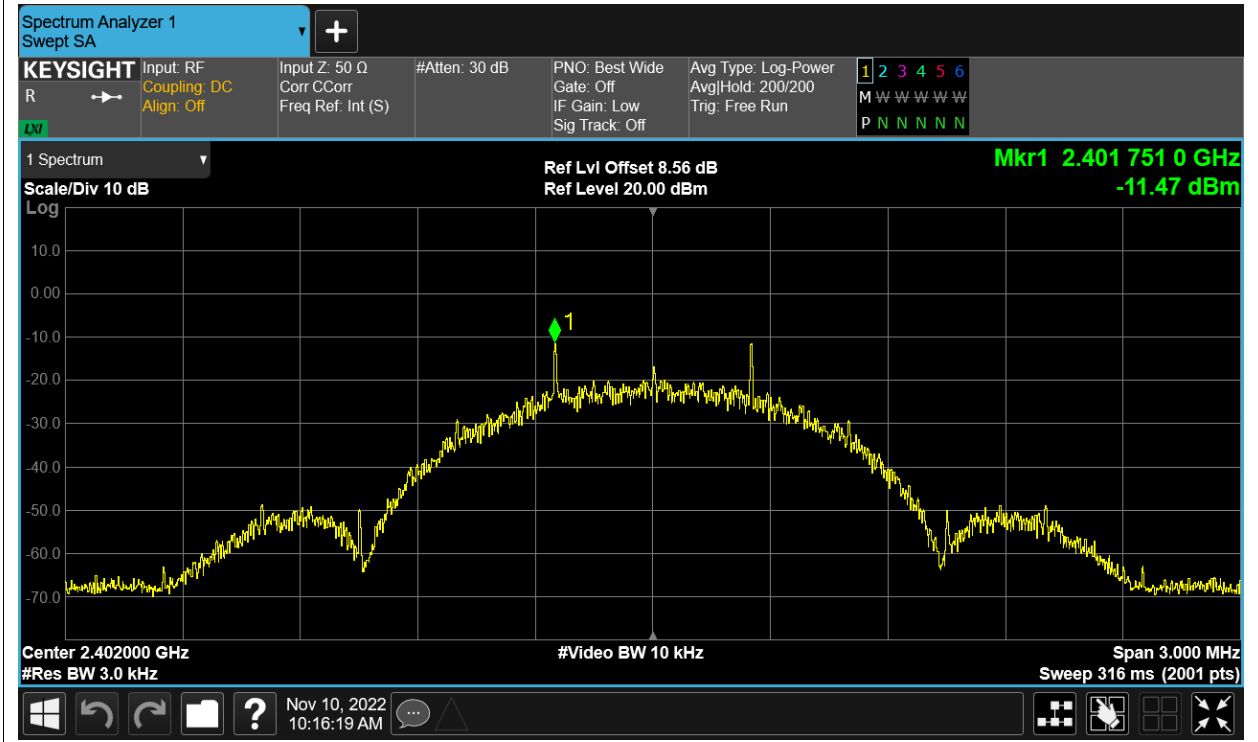 Spectrum Analyzer 1
Swept SA
+
KEYSIGHT
R
LXI
Input: RF
Coupling: DC
Align: Off
Input Z: 50 Ω
Corr CCorr
Freq Ref: Int (S)
#Atten: 30 dB
PNO: Best Wide
Gate: Off
IF Gain: Low
Sig Track: Off
Avg Type: Log-Power
Avg|Hold: 200/200
Trig: Free Run
1 2 3 4 5 6
M W W W W W
P N N N N N
1 Spectrum
Scale/Div 10 dB
Log
Ref Lvl Offset 8.56 dB
Ref Level 20.00 dBm
Mkr1 2.401 751 0 GHz
-11.47 dBm
10.0
0.00
-10.0
-20.0
-30.0
-40.0
-50.0
-60.0
-70.0
1
Center 2.402000 GHz
#Res BW 3.0 kHz
#Video BW 10 kHz
Span 3.000 MHz
Sweep 316 ms (2001 pts)
?
Nov 10, 2022
10:16:19 AM